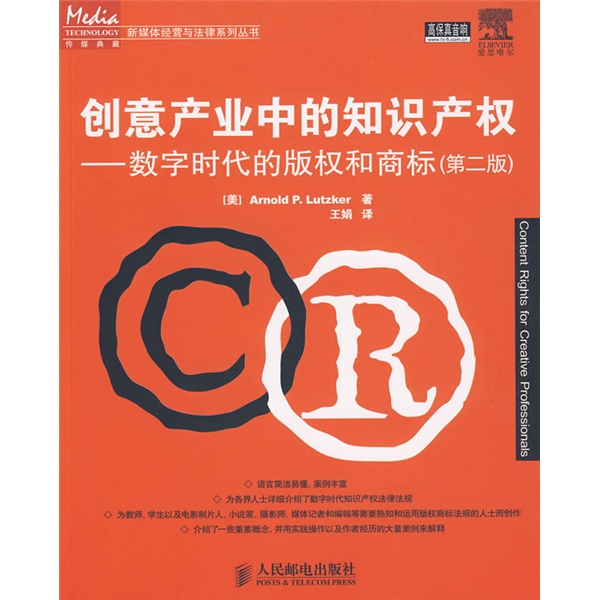 Media
TECHNOLOGY
传媒典藏
新媒体经营与法律系列丛书
高保真音响
www.hi-6.com.cn
ELSEVIER
爱思唯尔
创意产业中的知识产权
——数字时代的版权和商标(第二版)
[美] Arnold P. Lutzker 著
王娟 译
Content Rights for Creative Professionals
C R
◇ 语言简洁易懂, 案例丰富
◇ 为各界人士详细介绍了数字时代知识产权法律法规
◇ 为教师, 学生以及电影制片人, 小说家, 摄影师, 媒体记者和编辑等需要熟知和运用版权商标法规的人士而创作
◇ 介绍了一些重要概念, 并用实践操作以及作者经历的大量案例来解释
人民邮电出版社
POSTS & TELECOM PRESS